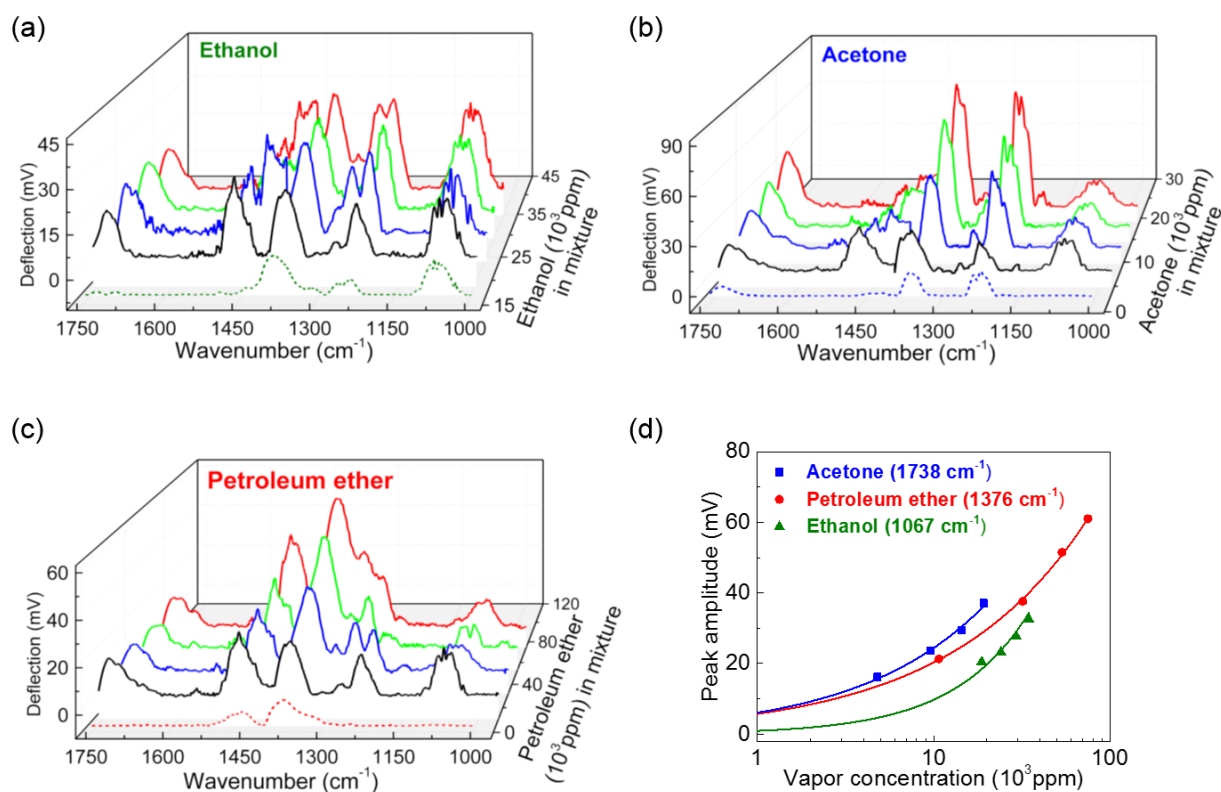 (a)
Ethanol
45
30
15
0
Deflection (mV)
1750 1600 1450 1300 1150 1000
Wavenumber (cm⁻¹)
45
35
25
15
Ethanol (10³ppm)
in mixture
(b)
Acetone
90
60
30
0
Deflection (mV)
1750 1600 1450 1300 1150 1000
Wavenumber (cm⁻¹)
30
20
10
0
Acetone (10³ppm)
in mixture
(c)
Petroleum ether
60
40
20
0
Deflection (mV)
1750 1600 1450 1300 1150 1000
Wavenumber (cm⁻¹)
120
80
40
0
Petroleum ether
(10³ppm) in mixture
(d)
80
60
40
20
0
Peak amplitude (mV)
Acetone (1738 cm⁻¹)
Petroleum ether (1376 cm⁻¹)
Ethanol (1067 cm⁻¹)
1 10 100
Vapor concentration (10³ppm)